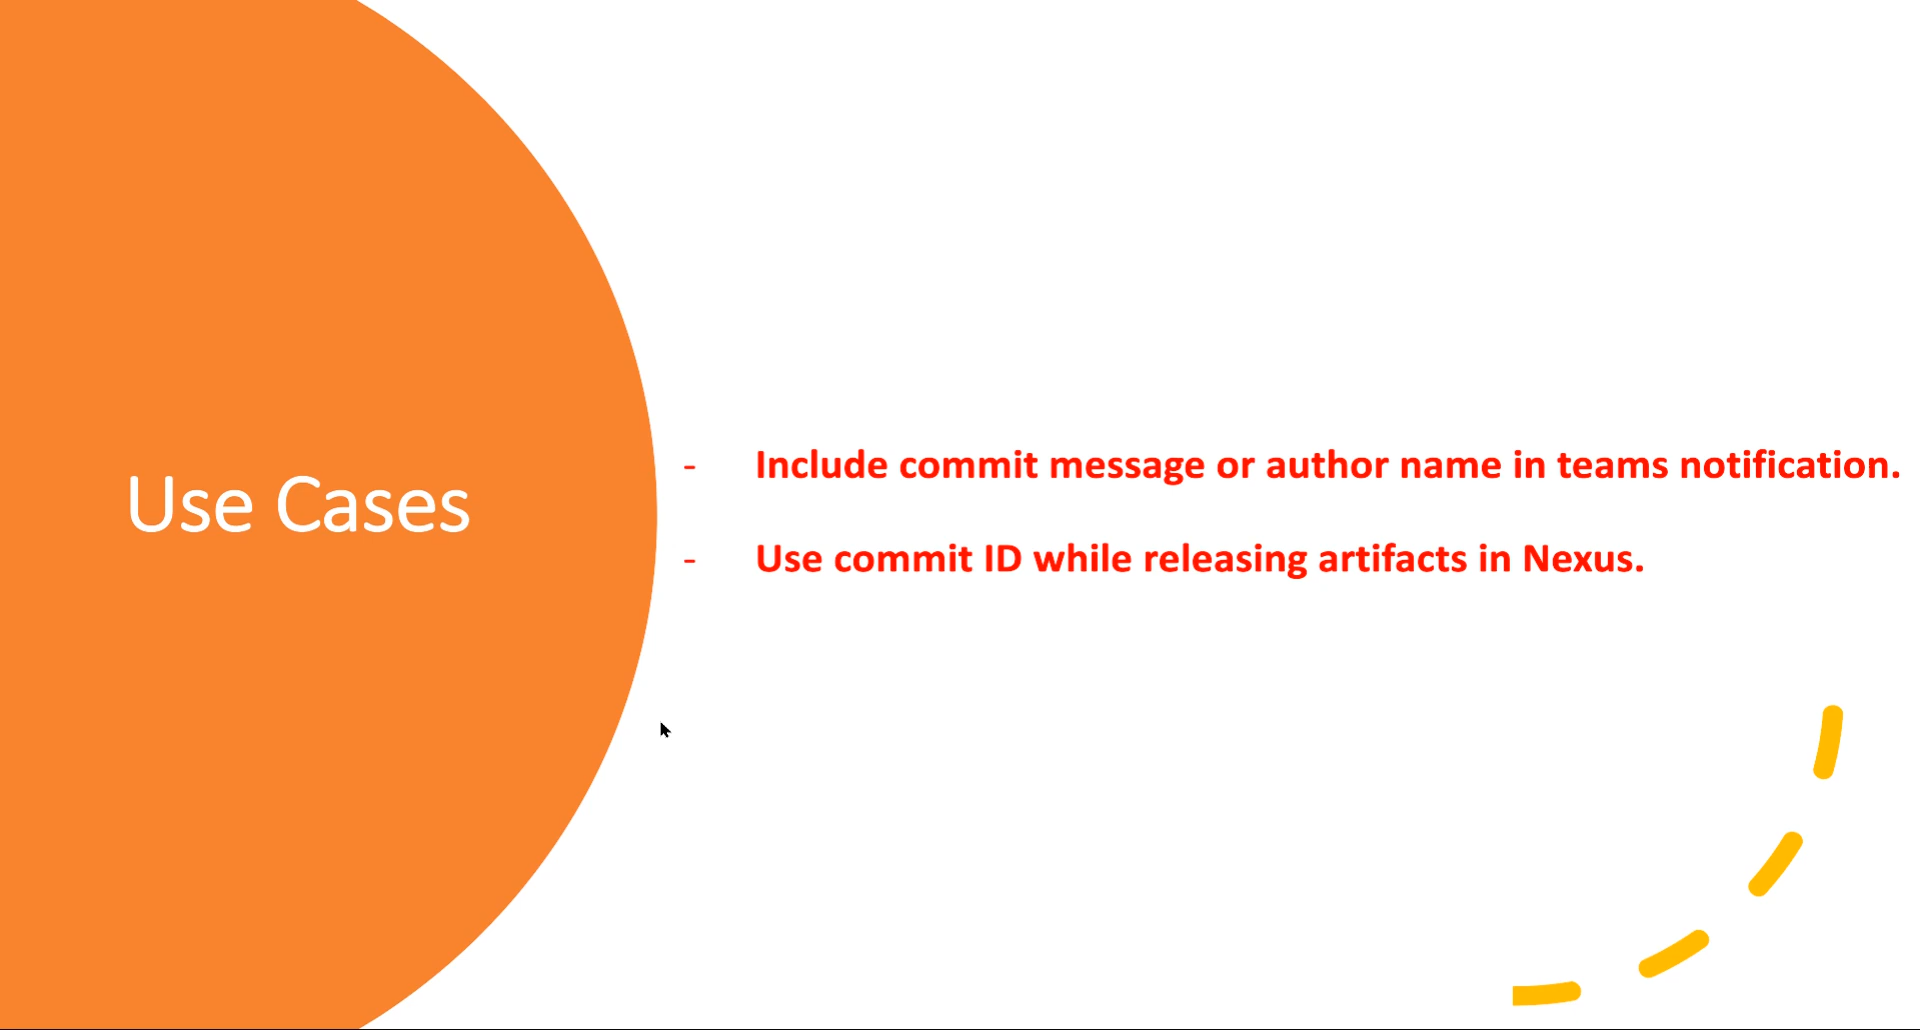 Use Cases
- Include commit message or author name in teams notification.
- Use commit ID while releasing artifacts in Nexus.